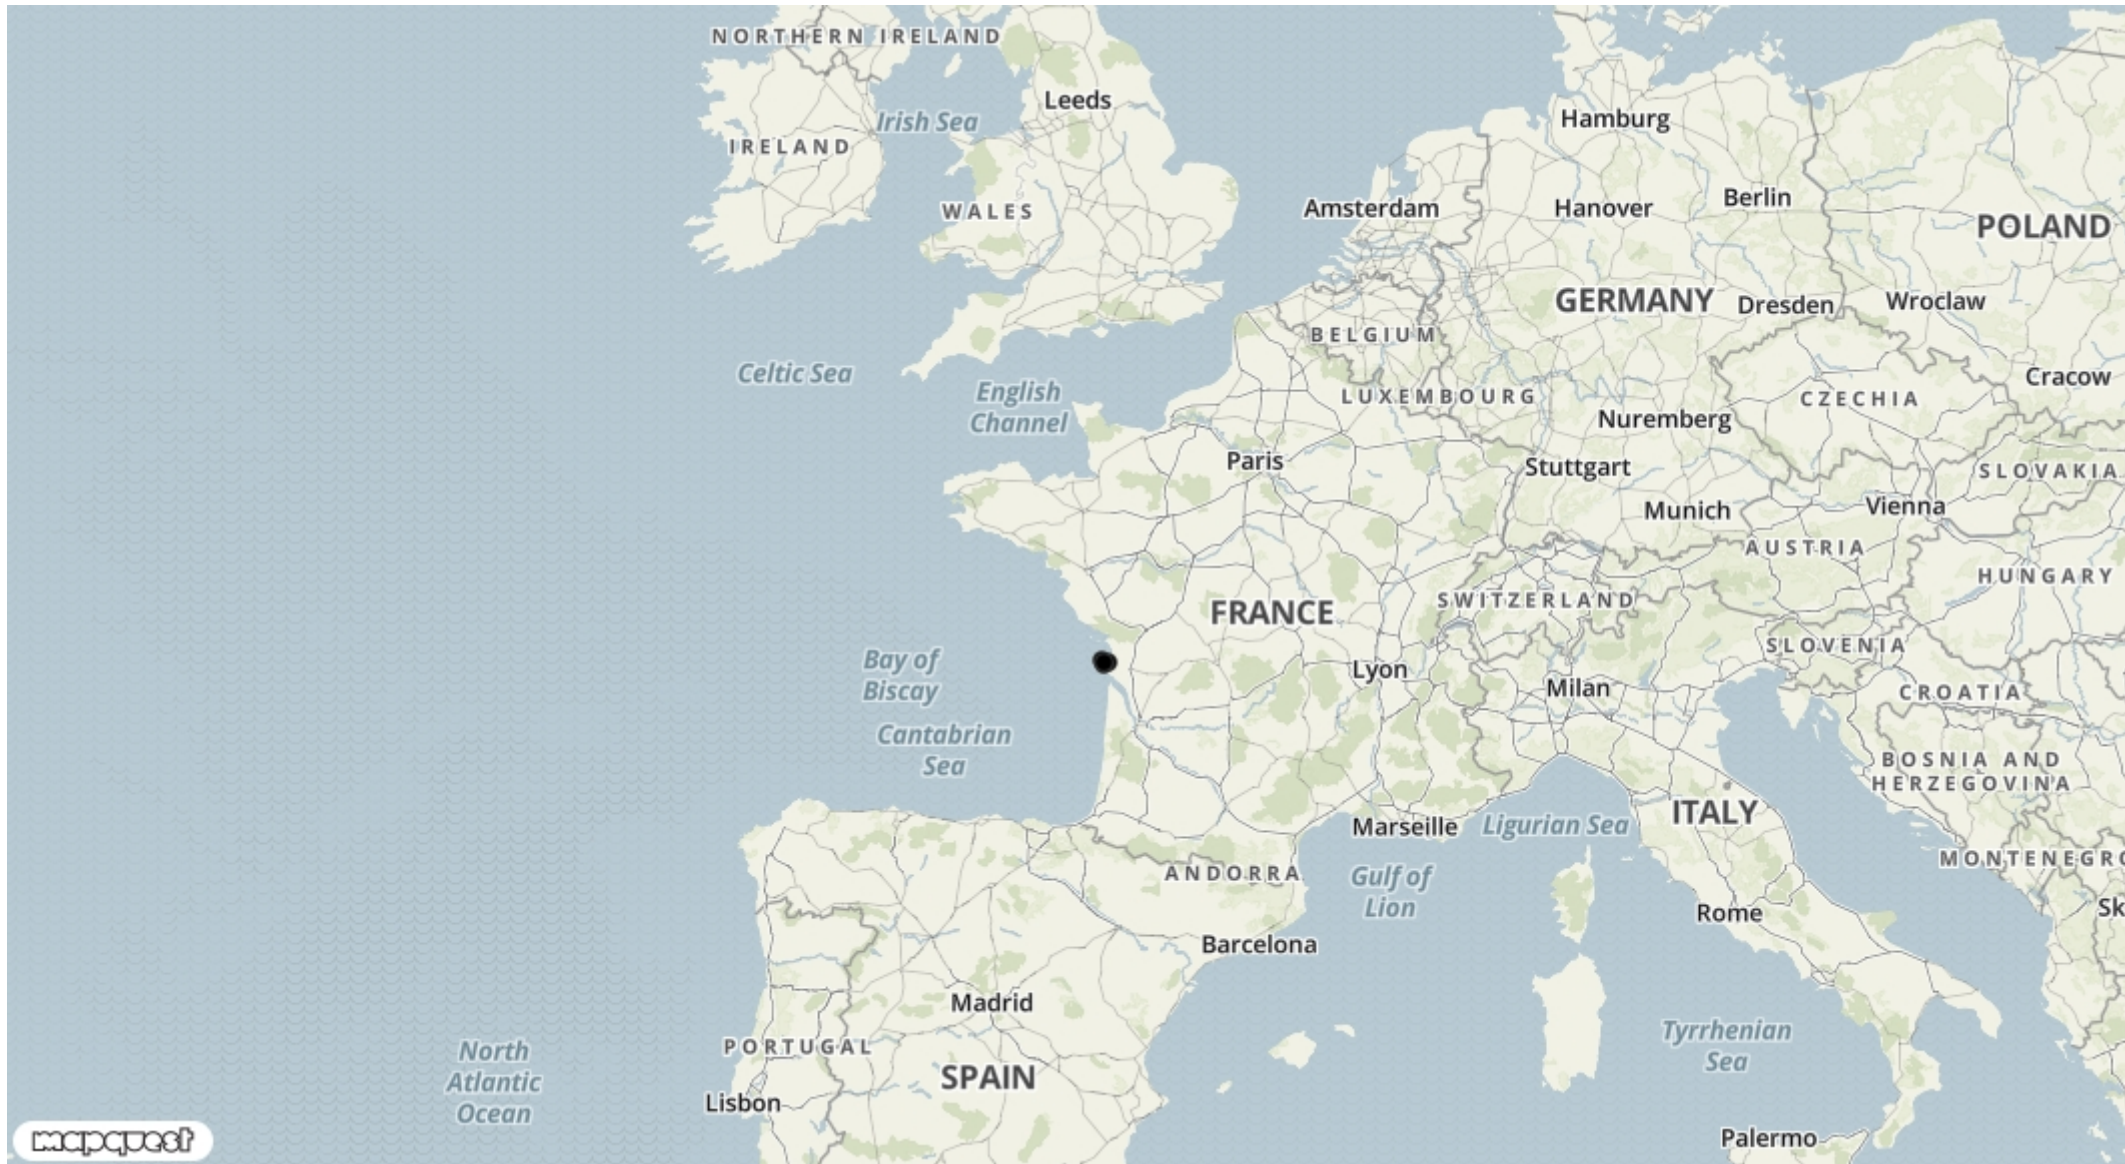 NORTHERN IRELAND
Leeds
Irish Sea
Hamburg
IRELAND
Berlin
Amsterdam
Hanover
WALES
POLAND
GERMANY
Dresden
Wroclaw
BELGIUM
Celtic Sea
Cracow
English
Channel
LUXEMBOURG
CZECHIA
Nuremberg
Paris
Stuttgart
SLOVAKIA
Vienna
Munich
AUSTRIA
HUNGARY
SWITZERLAND
FRANCE
SLOVENIA
Bay of
Biscay
Lyon
Milan
CROATIA
Cantabrian
Sea
BOSNIA AND
HERZEGOVINA
ITALY
Marseille
Ligurian Sea
MONTENEGRO
ANDORRA
Gulf of
Lion
Sk
Rome
Barcelona
Madrid
Tyrrhenian
Sea
PORTUGAL
North
Atlantic
Ocean
SPAIN
Lisbon
Palermo
mapquest